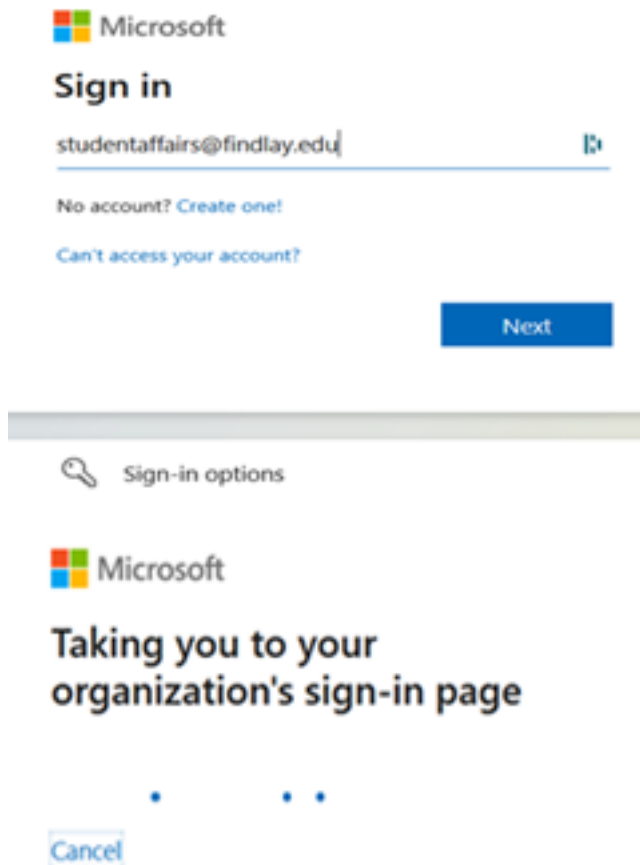 Microsoft
Sign in
studentaffairs@findlay.edu
No account? Create one!
Can't access your account?
Next
Sign-in options
Microsoft
Taking you to your
organization's sign-in page
Cancel